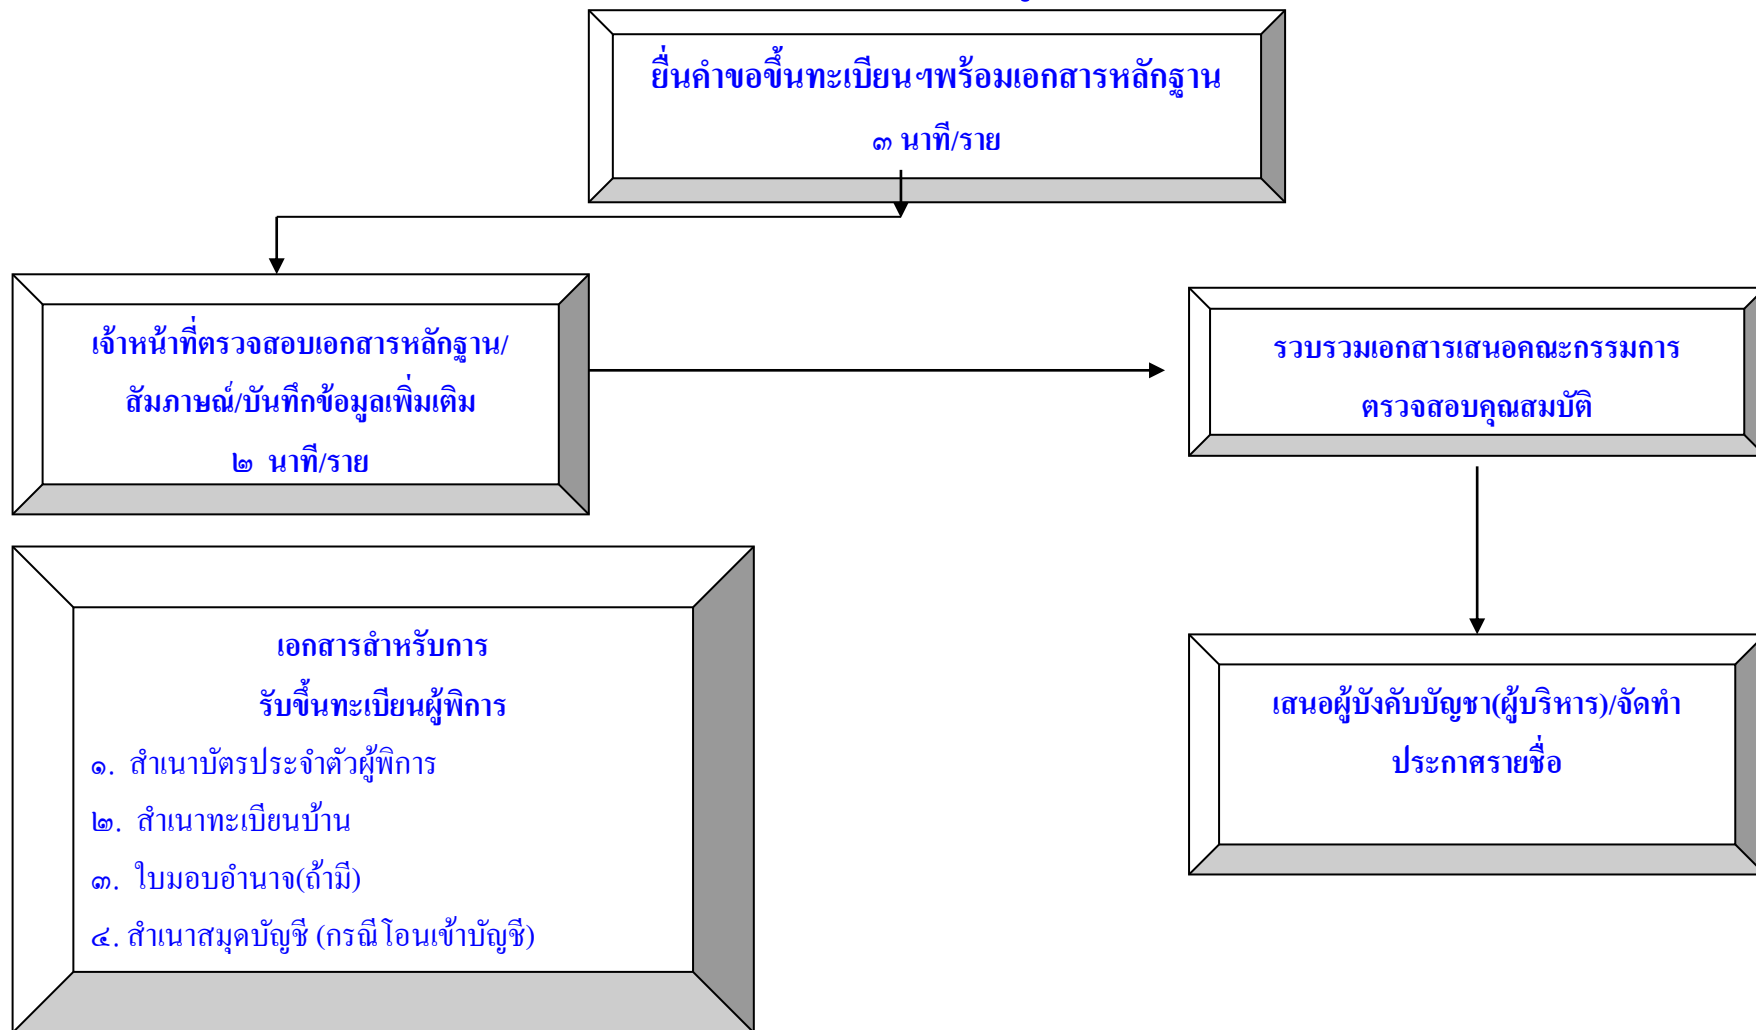 ยื่นคำขอขึ้นทะเบียนฯพร้อมเอกสารหลักฐาน
๓ นาที/ราย
เจ้าหน้าที่ตรวจสอบเอกสารหลักฐาน/
สัมภาษณ์/บันทึกข้อมูลเพิ่มเติม
๒ นาที/ราย
รวบรวมเอกสารเสนอคณะกรรมการ
ตรวจสอบคุณสมบัติ
เอกสารสำหรับการ
รับขึ้นทะเบียนผู้พิการ
๑. สำเนาบัตรประจำตัวผู้พิการ
๒. สำเนาทะเบียนบ้าน
๓. ใบมอบอำนาจ(ถ้ามี)
๔. สำเนาสมุดบัญชี (กรณีโอนเข้าบัญชี)
เสนอผู้บังคับบัญชา(ผู้บริหาร)/จัดทำ
ประกาศรายชื่อ